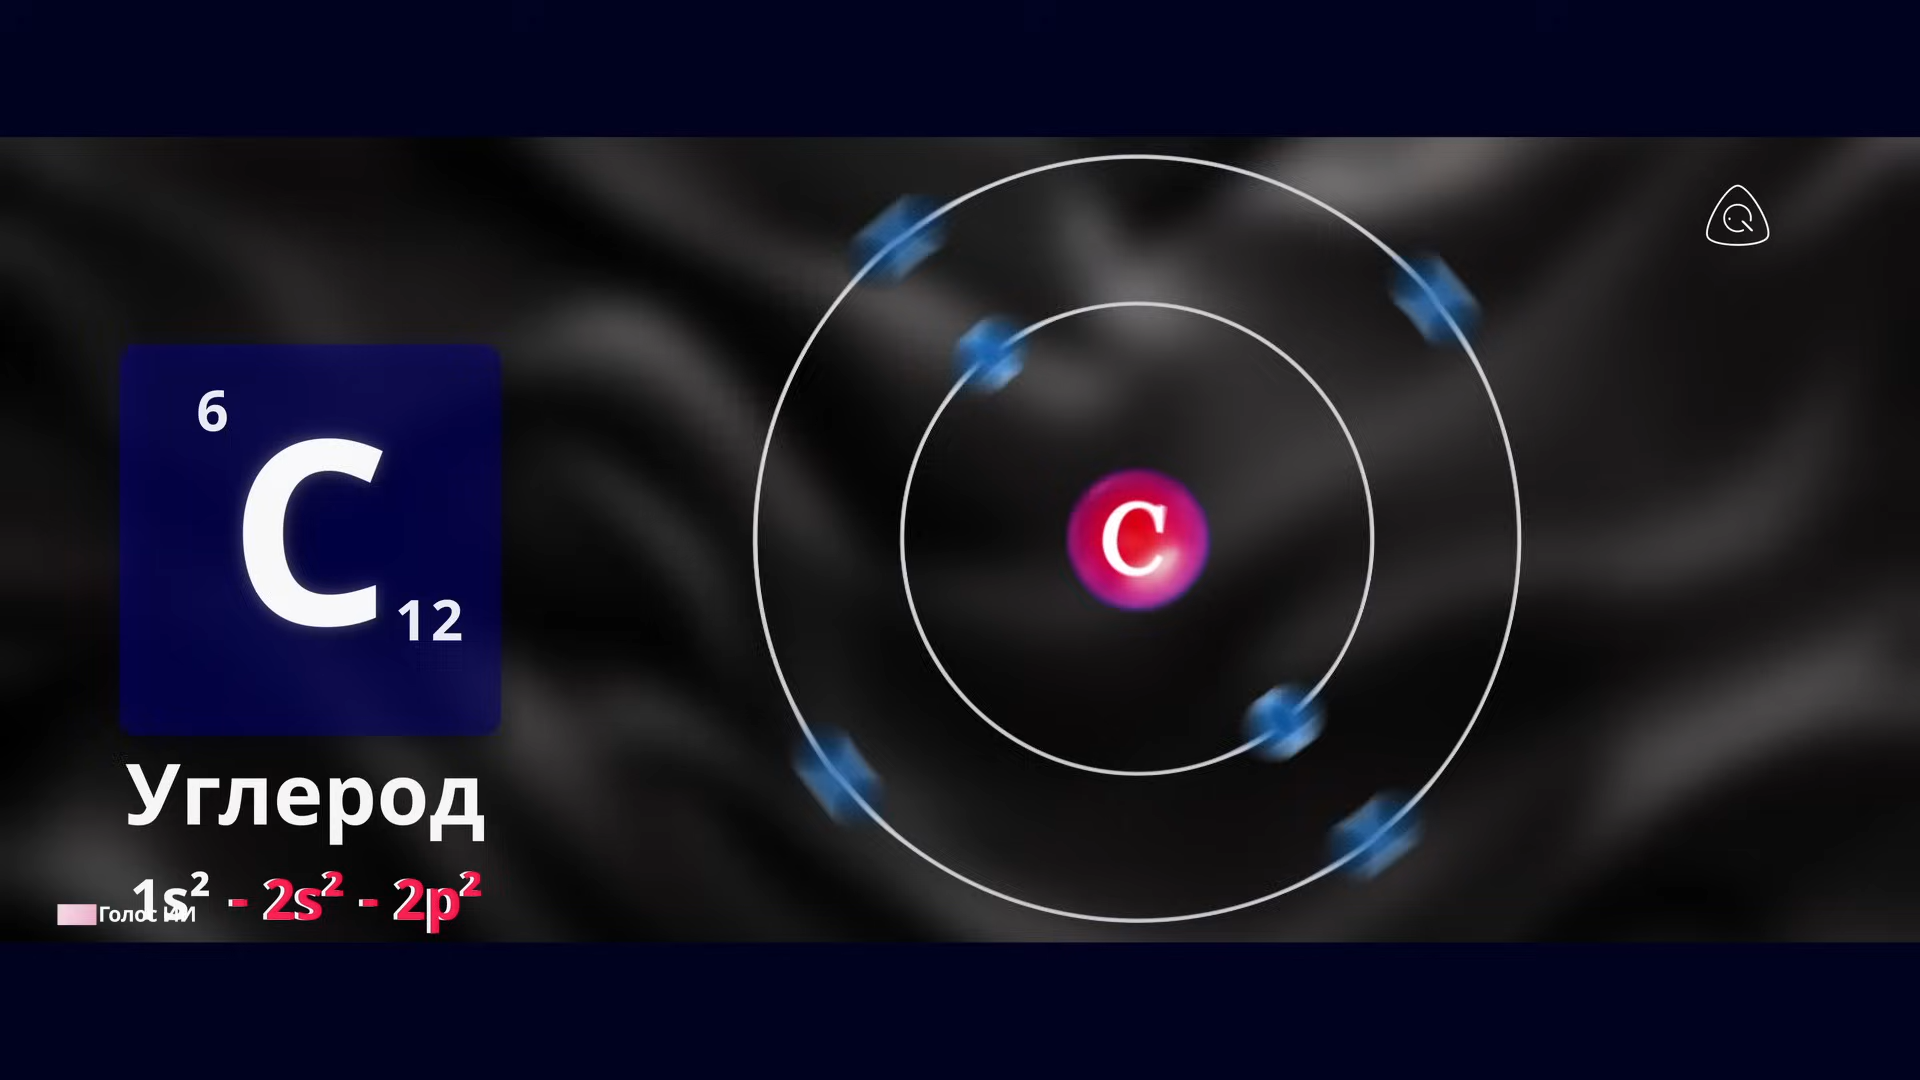 6
C
12
Углерод
1s² - 2s² - 2p²
Голос ИИ
C